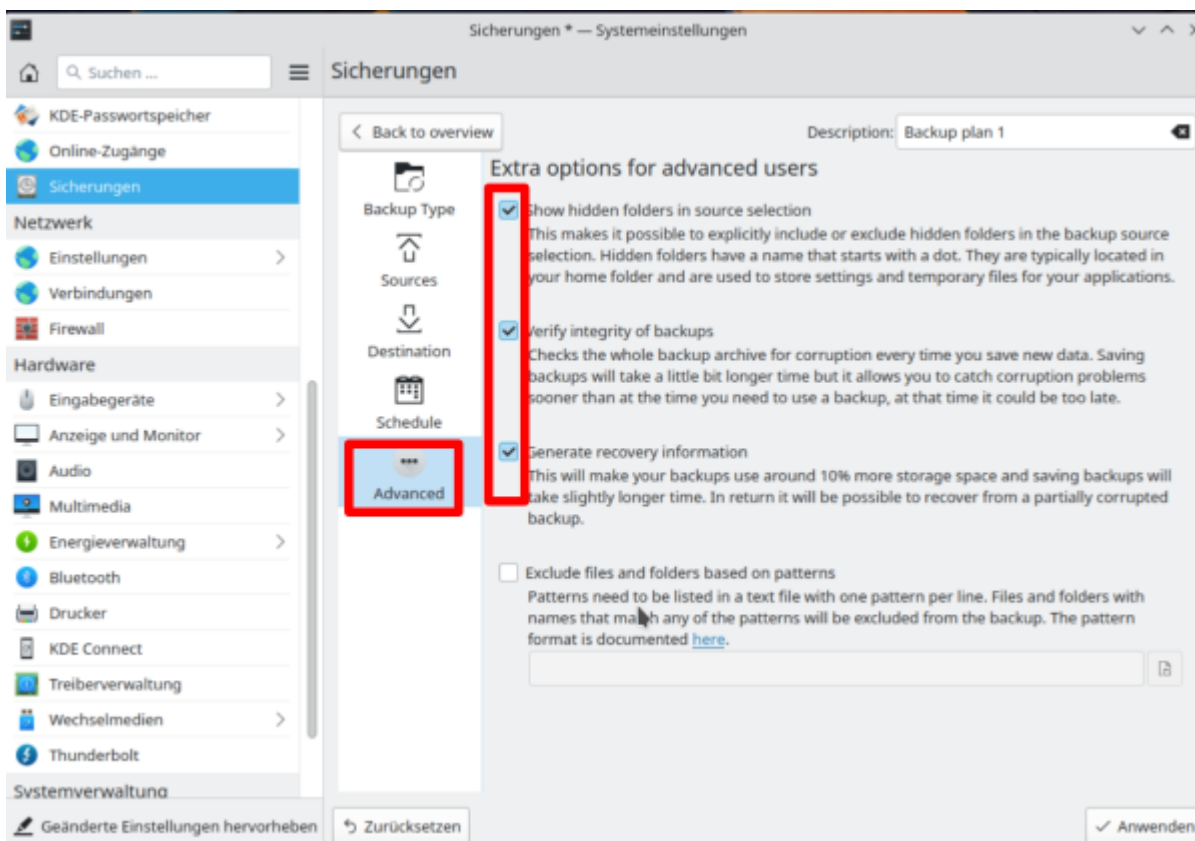 Sicherungen * — Systemeinstellungen
Suchen ...
Sicherungen
KDE-Passwortspeicher
Online-Zugänge
Sicherungen
Netzwerk
Einstellungen
Verbindungen
Firewall
Hardware
Eingabegeräte
Anzeige und Monitor
Audio
Multimedia
Energieverwaltung
Bluetooth
Drucker
KDE Connect
Treiberverwaltung
Wechselmedien
Thunderbolt
Systemverwaltung
Geänderte Einstellungen hervorheben
Back to overview
Description: Backup plan 1
Backup Type
Sources
Destination
Schedule
Advanced
Extra options for advanced users
Show hidden folders in source selection
This makes it possible to explicitly include or exclude hidden folders in the backup source
selection. Hidden folders have a name that starts with a dot. They are typically located in
your home folder and are used to store settings and temporary files for your applications.
Verify integrity of backups
Checks the whole backup archive for corruption every time you save new data. Saving
backups will take a little bit longer time but it allows you to catch corruption problems
sooner than at the time you need to use a backup, at that time it could be too late.
Generate recovery information
This will make your backups use around 10% more storage space and saving backups will
take slightly longer time. In return it will be possible to recover from a partially corrupted
backup.
Exclude files and folders based on patterns
Patterns need to be listed in a text file with one pattern per line. Files and folders with
names that match any of the patterns will be excluded from the backup. The pattern
format is documented here.
Zurücksetzen
Anwenden